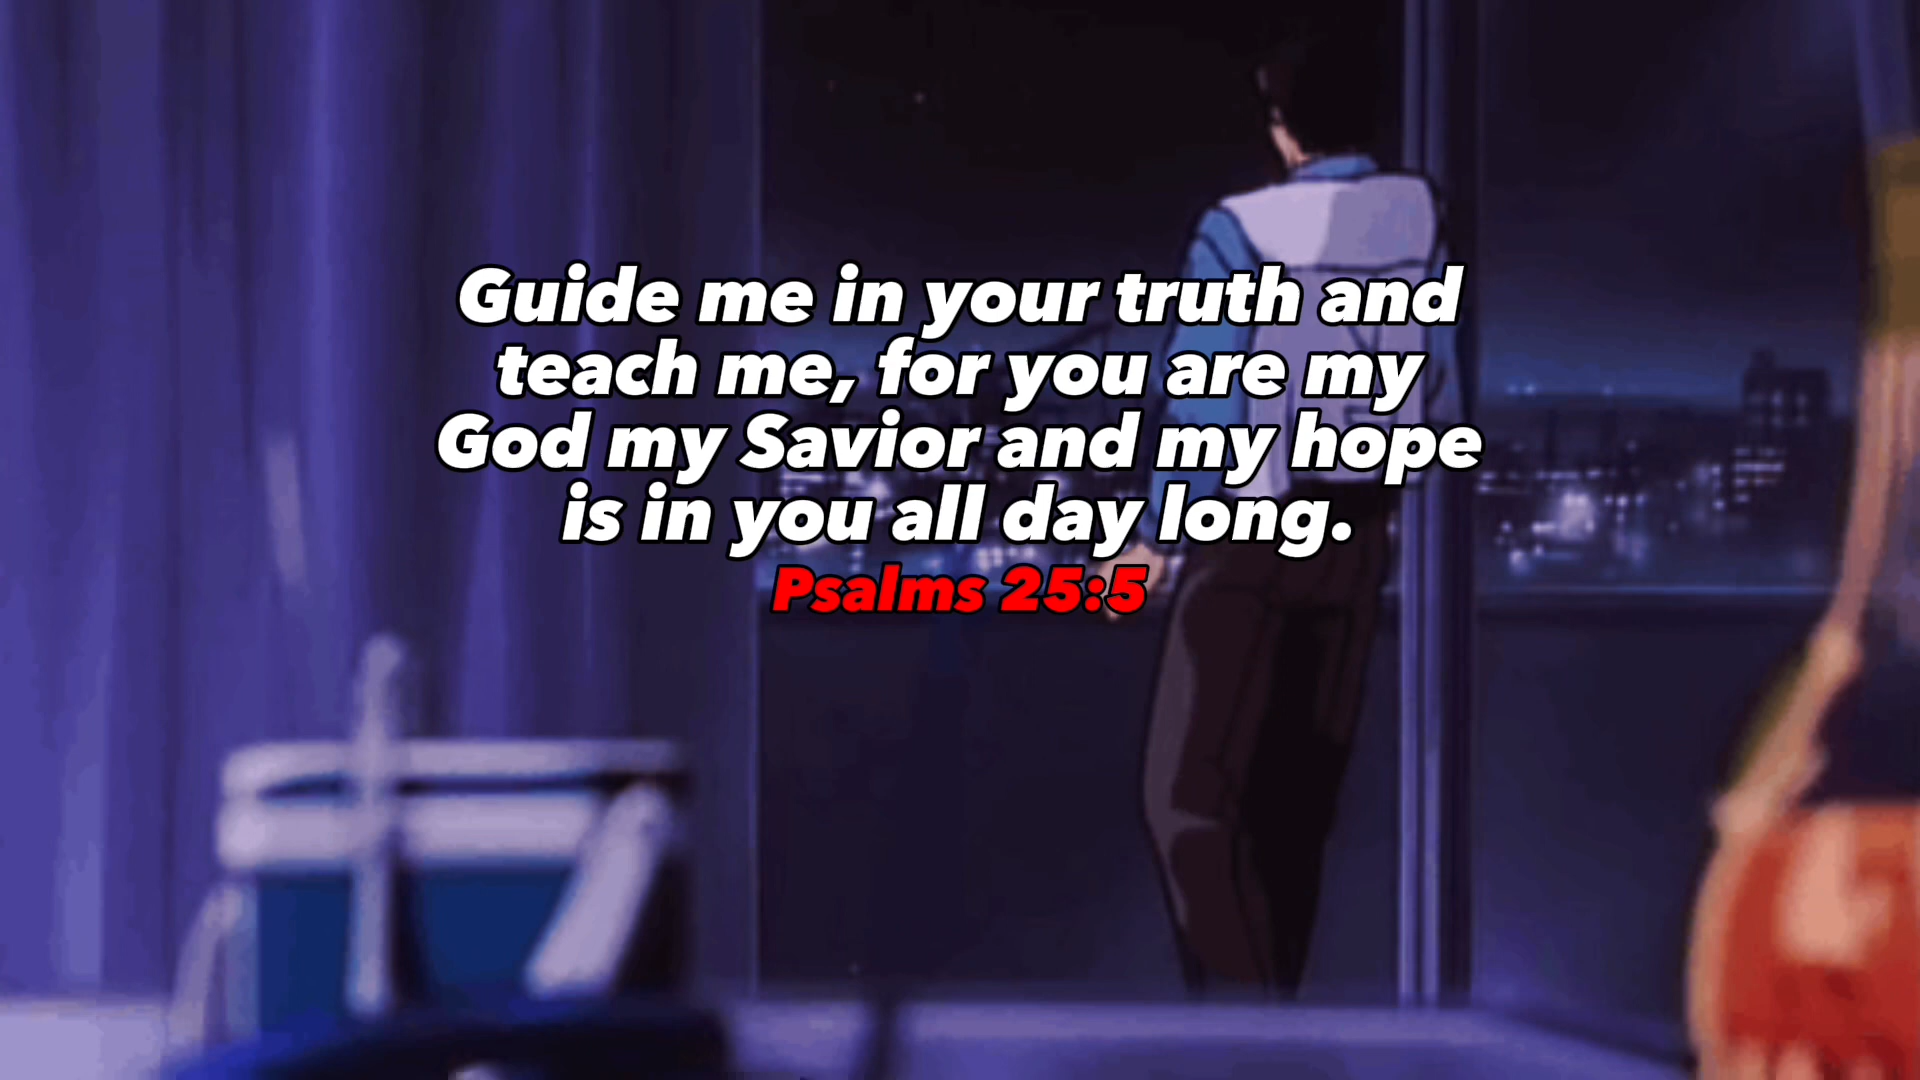 Guide me in your truth and
teach me, for you are my
God my Savior and my hope
is in you all day long.
Psalms 25:5